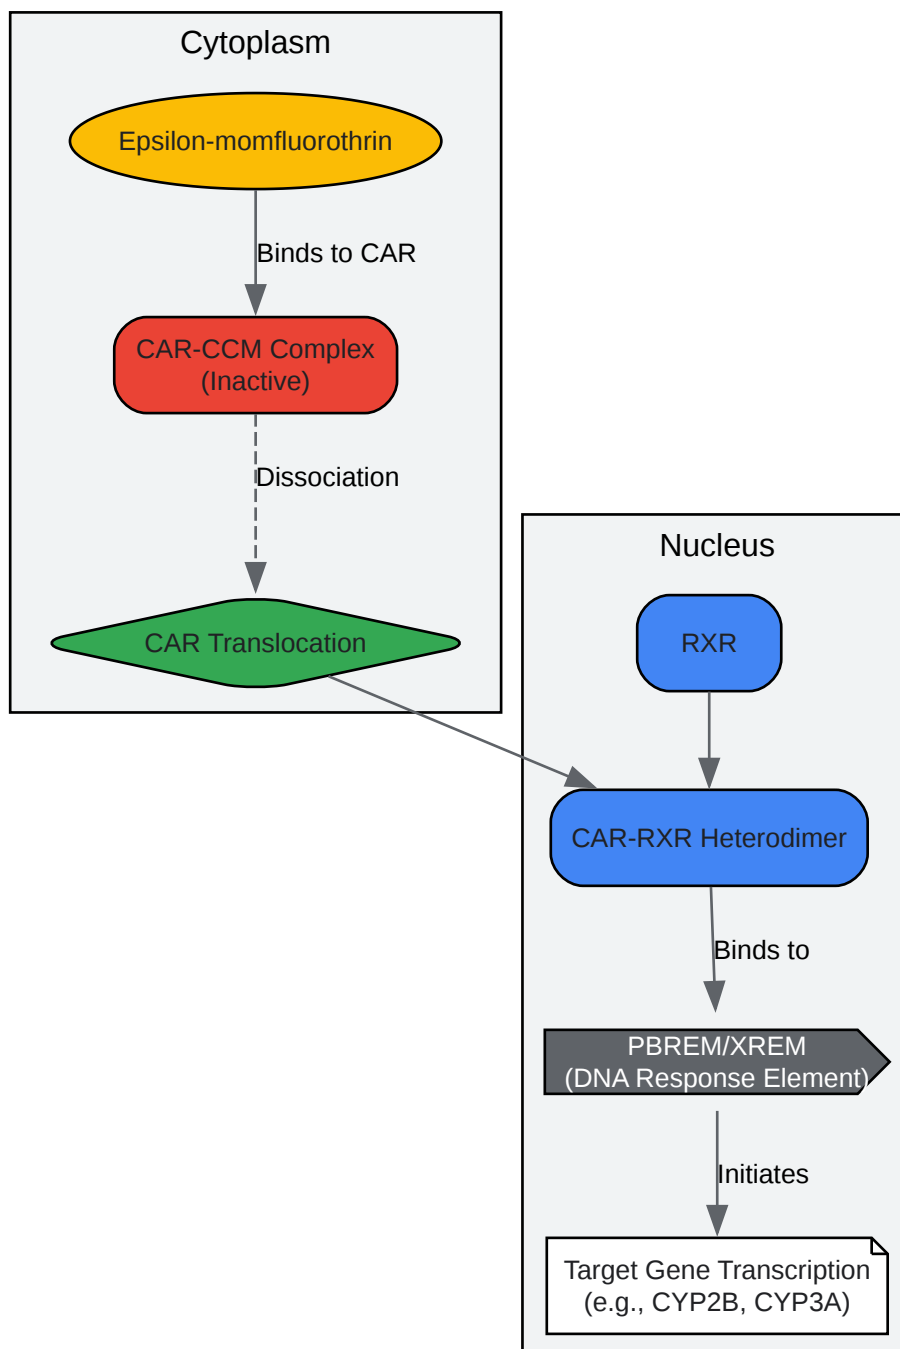 Cytoplasm
Epsilon-momfluorothrin
Binds to CAR
CAR-CCM Complex
(Inactive)
Dissociation
CAR Translocation
Nucleus
RXR
CAR-RXR Heterodimer
Binds to
PBREM/XREM
(DNA Response Element)
Initiates
Target Gene Transcription
(e.g., CYP2B, CYP3A)